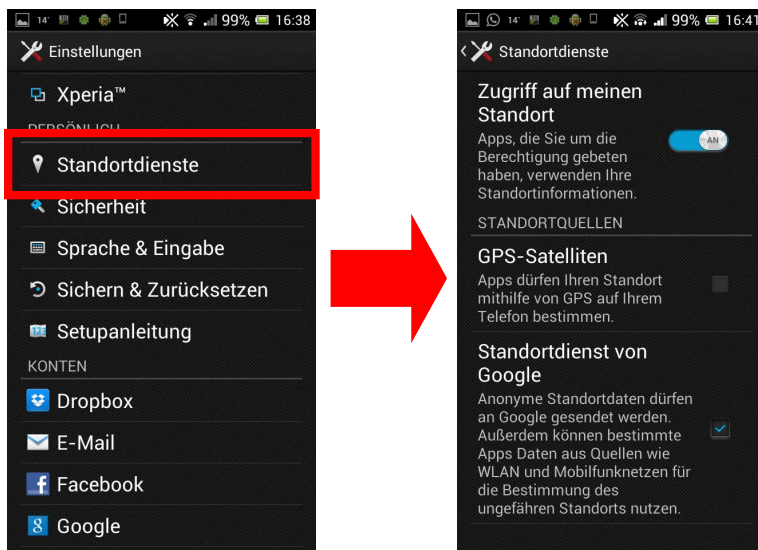 14°
99%
16:38
Einstellungen
Xperia™
PERSÖNLICH
Standortdienste
Sicherheit
Sprache & Eingabe
Sichern & Zurücksetzen
Setupanleitung
KONTEN
Dropbox
E-Mail
Facebook
Google
14°
99%
16:41
Standortdienste
Zugriff auf meinen
Standort
Apps, die Sie um die
Berechtigung gebeten
haben, verwenden Ihre
Standortinformationen.
AN
STANDORTQUELLEN
GPS-Satelliten
Apps dürfen Ihren Standort
mithilfe von GPS auf Ihrem
Telefon bestimmen.
Standortdienst von
Google
Anonyme Standortdaten dürfen
an Google gesendet werden.
Außerdem können bestimmte
Apps Daten aus Quellen wie
WLAN und Mobilfunknetzen für
die Bestimmung des
ungefähren Standorts nutzen.